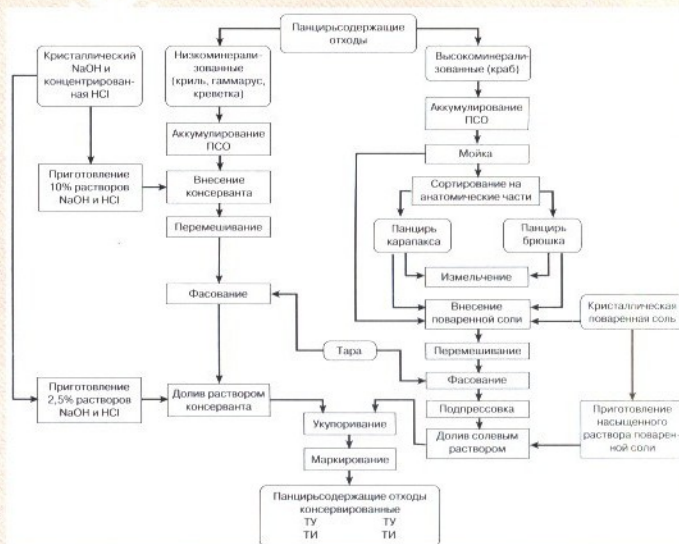 Панцирьсодержащие
отходы
Кристаллический
NaOH и
концентрирован-
ная HCl
Низкоминерали-
зованные
(криль, гаммарус,
креветка)
Высокоминерали-
зованные (краб)
Аккумулирование
ПСО
Аккумулирование
ПСО
Мойка
Приготовление
10% растворов
NaOH и HCl
Внесение
консерванта
Сортирование на
анатомические части
Перемешивание
Панцирь
карапакса
Панцирь
брюшка
Измельчение
Фасование
Внесение
поваренной соли
Кристаллическая
поваренная соль
Тара
Перемешивание
Фасование
Приготовление
2,5% растворов
NaOH и HCl
Долив раствором
консерванта
Подпрессовка
Приготовление
насыщенного
раствора поварен-
ной соли
Укупоривание
Долив солевым
раствором
Маркирование
Панцирьсодержащие отходы
консервированные
ТУ ТУ
ТИ ТИ